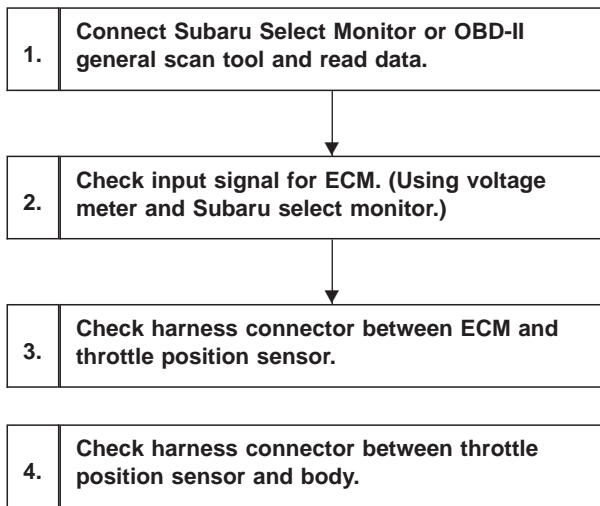 1.
Connect Subaru Select Monitor or OBD-II
general scan tool and read data.
2.
Check input signal for ECM. (Using voltage
meter and Subaru select monitor.)
3.
Check harness connector between ECM and
throttle position sensor.
4.
Check harness connector between throttle
position sensor and body.